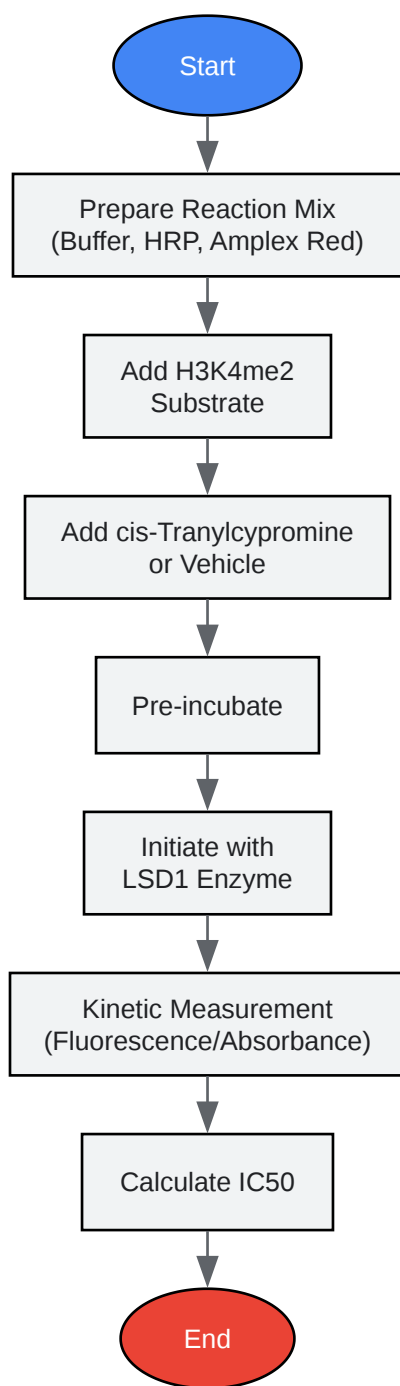 Start
Prepare Reaction Mix
(Buffer, HRP, Amplex Red)
Add H3K4me2
Substrate
Add cis-Tranylcypromine
or Vehicle
Pre-incubate
Initiate with
LSD1 Enzyme
Kinetic Measurement
(Fluorescence/Absorbance)
Calculate IC50
End